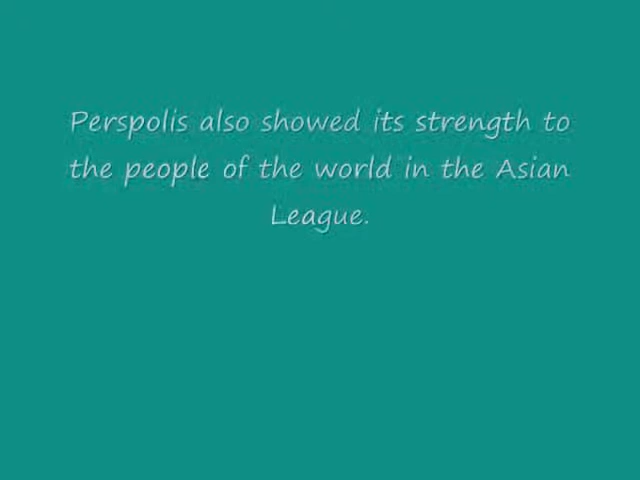 Perspolis also showed its strength to
the people of the world in the Asian
League.